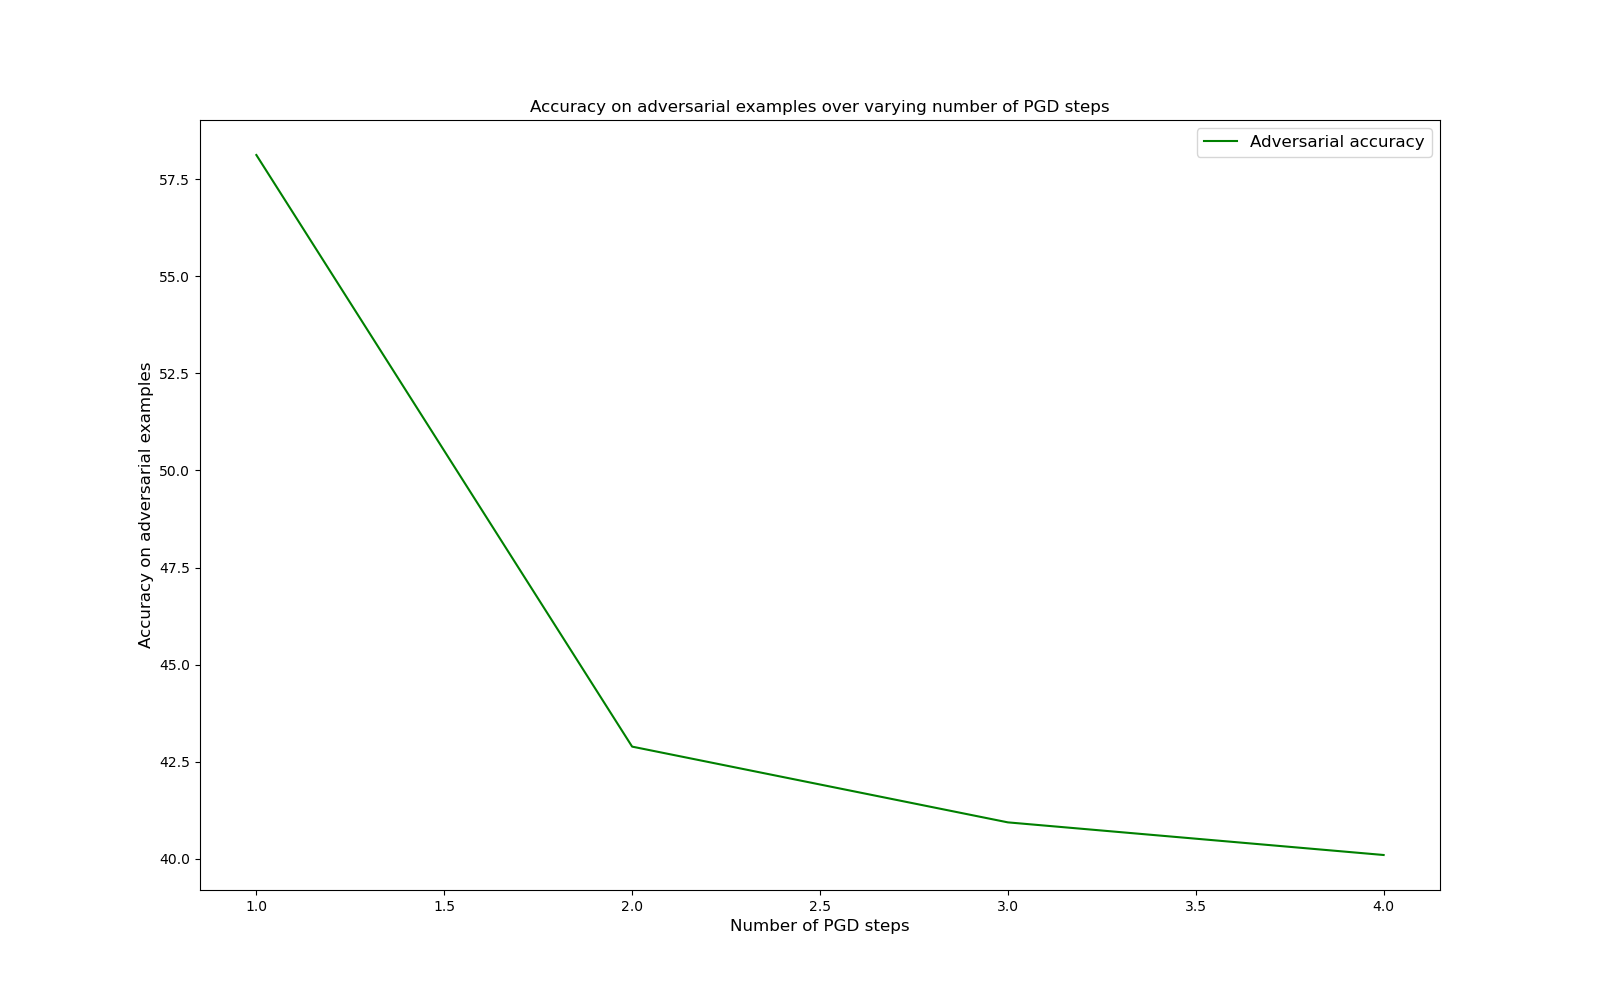 Accuracy on adversarial examples over varying number of PGD steps
Adversarial accuracy
57.5
55.0
52.5
50.0
47.5
45.0
42.5
40.0
Accuracy on adversarial examples
1.0 1.5 2.0 2.5 3.0 3.5 4.0
Number of PGD steps